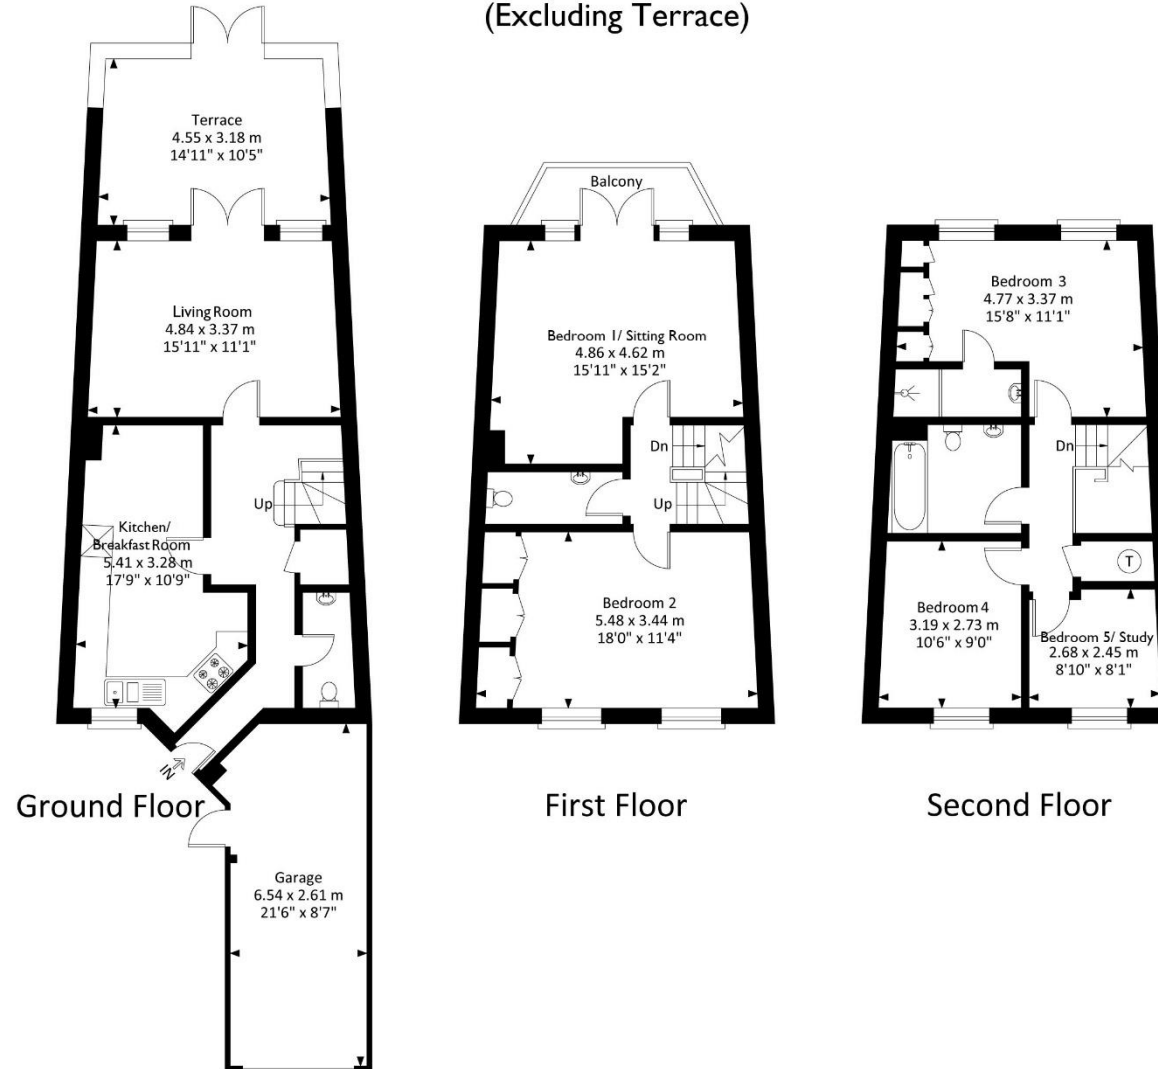 (Excluding Terrace)
Terrace
4.55 x 3.18 m
14'11" x 10'5"
Living Room
4.84 x 3.37 m
15'11" x 11'1"
Up
Kitchen/
Breakfast Room
5.41 x 3.28 m
17'9" x 10'9"
IN
Ground Floor
Garage
6.54 x 2.61 m
21'6" x 8'7"
Balcony
Bedroom 1/ Sitting Room
4.86 x 4.62 m
15'11" x 15'2"
Dn
Up
Bedroom 2
5.48 x 3.44 m
18'0" x 11'4"
First Floor
Bedroom 3
4.77 x 3.37 m
15'8" x 11'1"
Dn
T
Bedroom 4
3.19 x 2.73 m
10'6" x 9'0"
Bedroom 5/ Study
2.68 x 2.45 m
8'10" x 8'1"
Second Floor